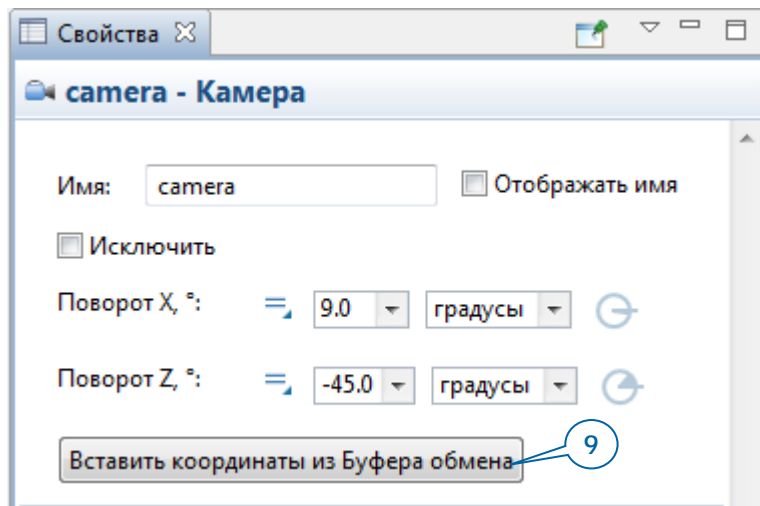 Свойства
camera - Камера
Имя: camera Отображать имя
Исключить
Поворот X, °: 9.0 градусы
Поворот Z, °: -45.0 градусы
Вставить координаты из Буфера обмена 9